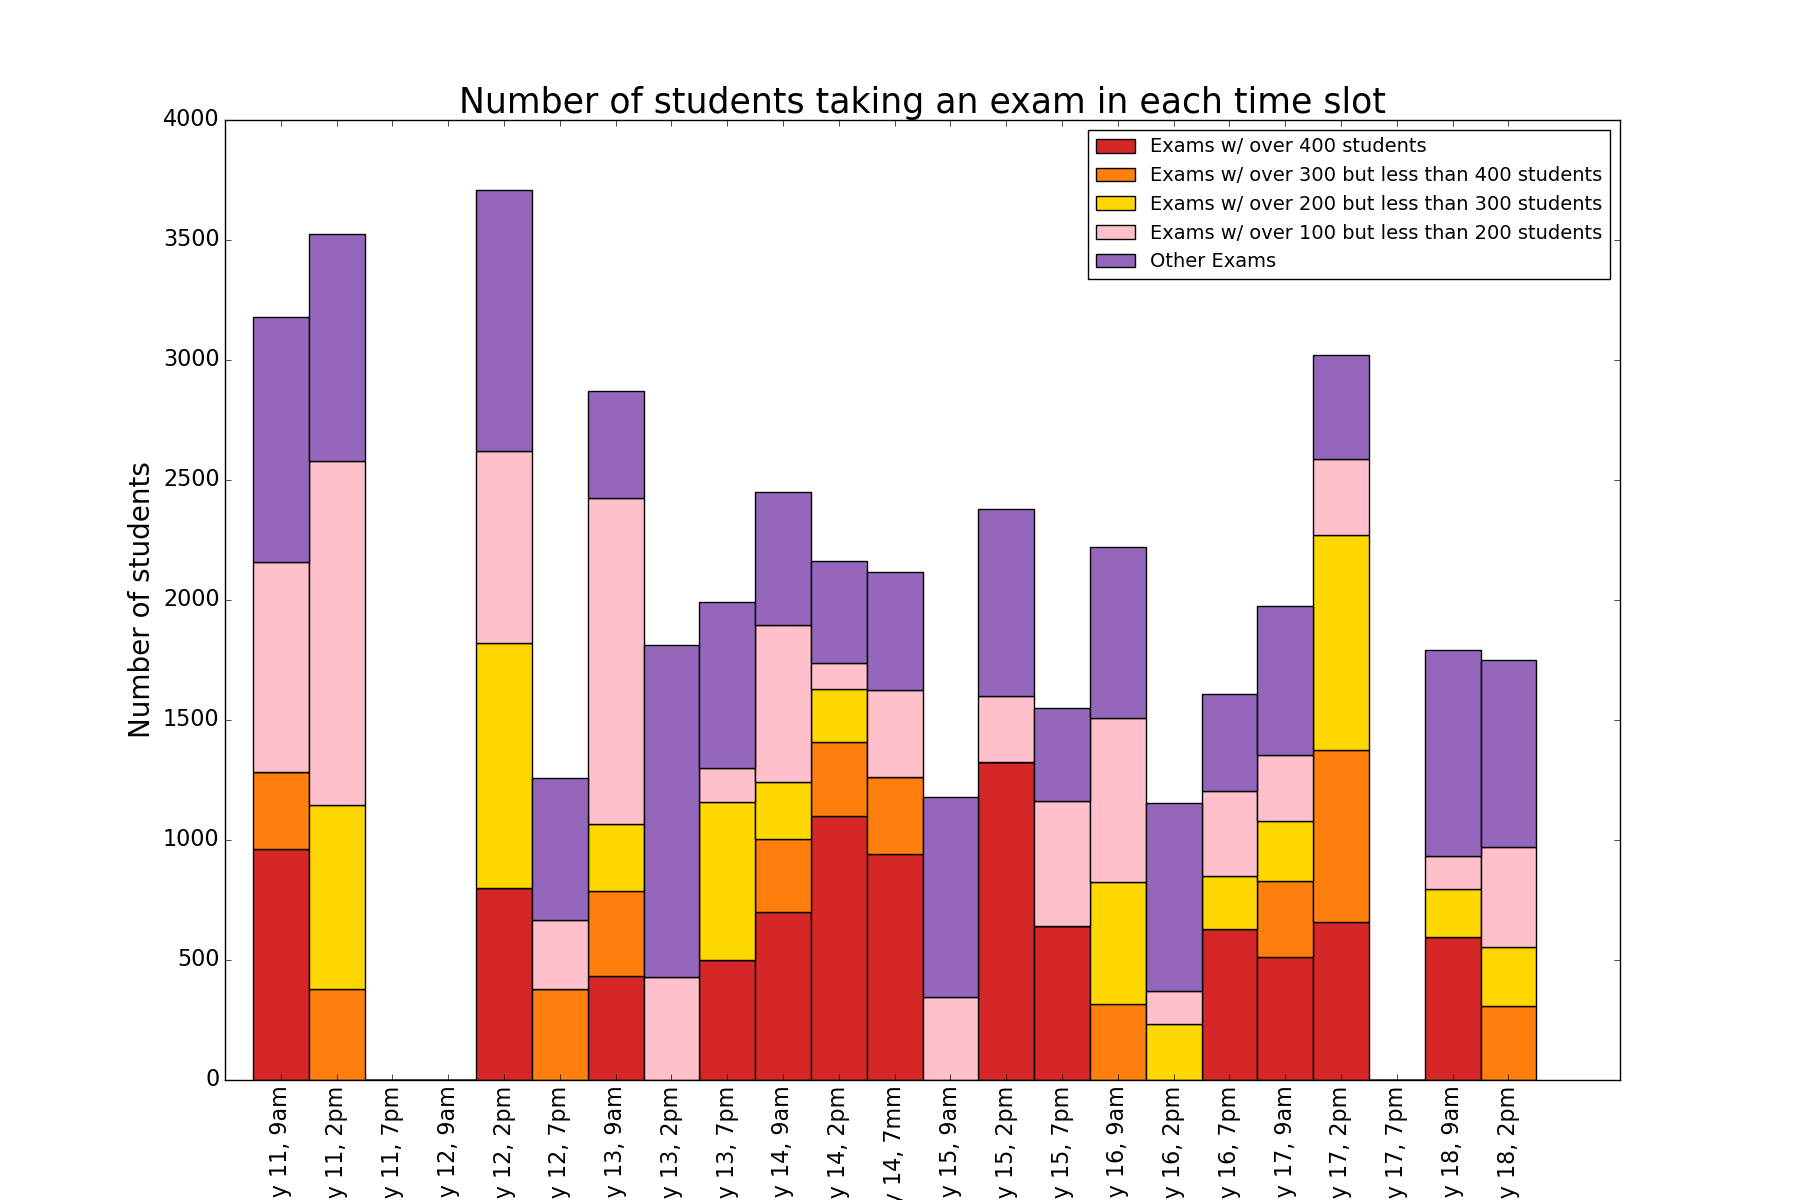 Number of students taking an exam in each time slot
Exams w/ over 400 students
Exams w/ over 300 but less than 400 students
Exams w/ over 200 but less than 300 students
Exams w/ over 100 but less than 200 students
Other Exams
Number of students
4000
3500
3000
2500
2000
1500
1000
500
0
y 11, 9am
y 11, 2pm
y 11, 7pm
y 12, 9am
y 12, 2pm
y 12, 7pm
y 13, 9am
y 13, 2pm
y 13, 7pm
y 14, 9am
y 14, 2pm
y 14, 7mm
y 15, 9am
y 15, 2pm
y 15, 7pm
y 16, 9am
y 16, 2pm
y 16, 7pm
y 17, 9am
y 17, 2pm
y 17, 7pm
y 18, 9am
y 18, 2pm